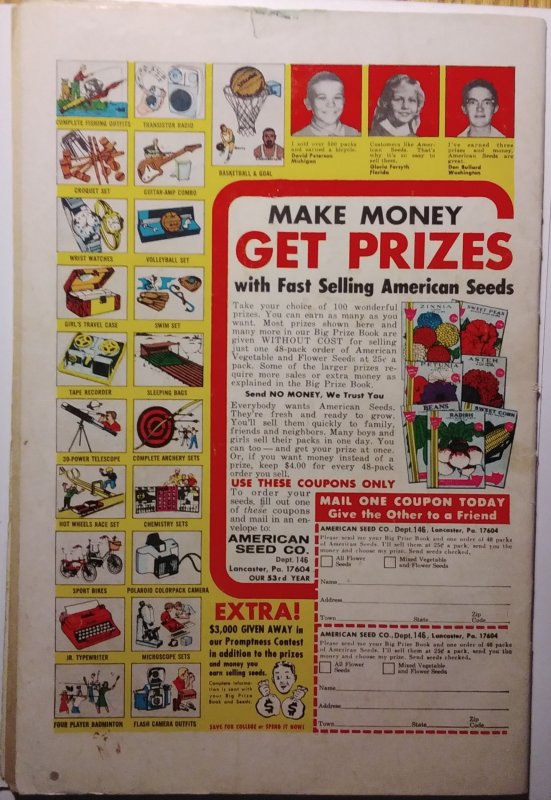 COMPLETE FISHING OUTFITS
TRANSISTOR RADIO
CROQUET SET
GUITAR-AMP COMBO
BASKETBALL & GOAL
WRIST WATCHES
VOLLEYBALL SET
GIRL'S TRAVEL CASE
SWIM SET
TAPE RECORDER
SLEEPING BAGS
30-POWER TELESCOPE
COMPLETE ARCHERY SETS
HOT WHEELS RACE SET
CHEMISTRY SETS
SPORT BIKES
POLAROID COLORPACK CAMERA
JR. TYPEWRITER
MICROSCOPE SETS
FOUR PLAYER BADMINTON
FLASH CAMERA OUTFITS
I sold over 100 packs
and earned a bicycle.
David Peterson
Michigan
Customers like Amer-
ican Seeds. That's
why it's so easy to
sell them.
Gloria Forsyth
Florida
I've earned three
prizes and money.
American Seeds are
great.
Don Bullard
Washington
MAKE MONEY
GET PRIZES
with Fast Selling American Seeds
Take your choice of 100 wonderful
prizes. You can earn as many as you
want. Most prizes shown here and
many more in our Big Prize Book are
given WITHOUT COST for selling
just one 48-pack order of American
Vegetable and Flower Seeds at 25¢ a
pack. Some of the larger prizes re-
quire more sales or extra money as
explained in the Big Prize Book.
Send NO MONEY, We Trust You
Everybody wants American Seeds.
They're fresh and ready to grow.
You'll sell them quickly to family,
friends and neighbors. Many boys and
girls sell their packs in one day. You
can too — and get your prize at once.
Or, if you want money instead of a
prize, keep $4.00 for every 48-pack
order you sell.
ZINNIA
SWEET PEAS
PETUNIA
ASTER
BEANS
RADISH
SWEET CORN
USE THESE COUPONS ONLY
To order your
seeds, fill out one
of these coupons
and mail in an en-
velope to:
AMERICAN
SEED CO.
Dept. 146
Lancaster, Pa. 17604
OUR 53rd YEAR
MAIL ONE COUPON TODAY
Give the Other to a Friend
AMERICAN SEED CO., Dept. 146, Lancaster, Pa. 17604
Please send me your Big Prize Book and one order of 48 packs
of American Seeds. I'll sell them at 25¢ a pack, send you the
money and choose my prize. Send seeds checked.
All Flower
Seeds
Mixed Vegetable
and Flower Seeds
Name
Address
Town State Zip Code
AMERICAN SEED CO., Dept. 146, Lancaster, Pa. 17604
Please send me your Big Prize Book and one order of 48 packs
of American Seeds. I'll sell them at 25¢ a pack, send you the
money and choose my prize. Send seeds checked.
All Flower
Seeds
Mixed Vegetable
and Flower Seeds
Name
Address
Town State Zip Code
EXTRA!
$3,000 GIVEN AWAY in
our Promptness Contest
in addition to the prizes
and money you
earn selling seeds.
Complete informa-
tion is sent with
your Big Prize
Book and Seeds.
$ $
SAVE FOR COLLEGE or SPEND IT NOW!